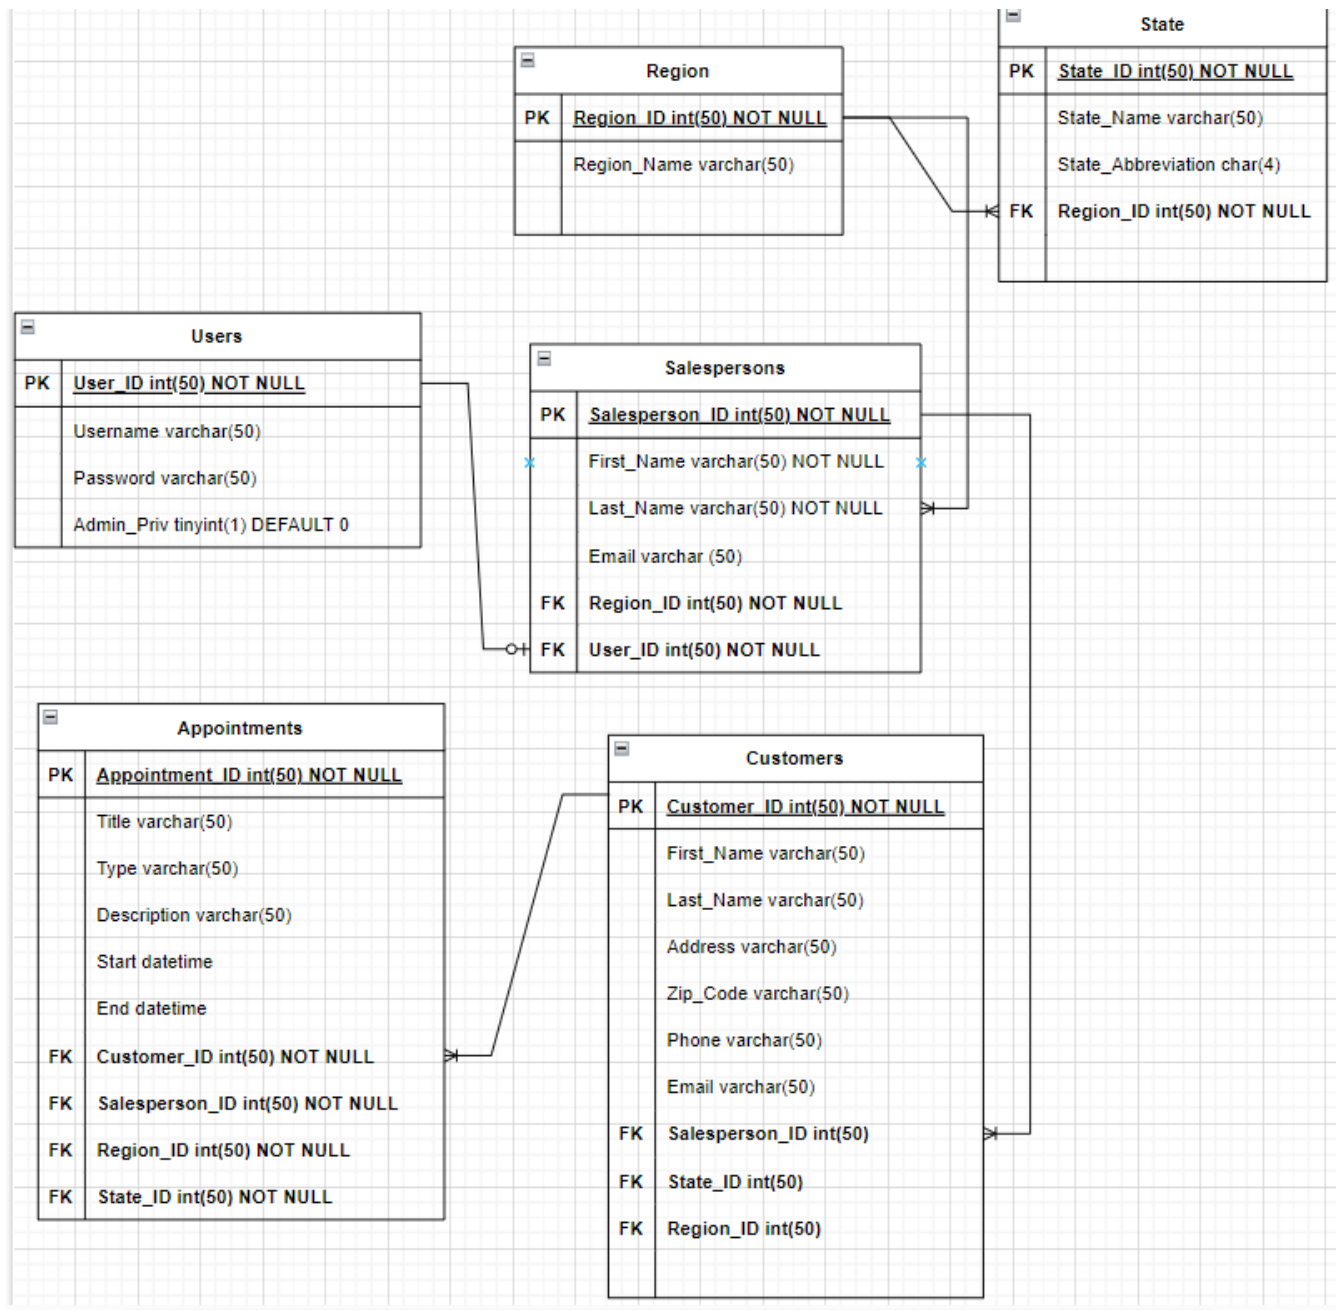 State
PK State_ID int(50) NOT NULL
State_Name varchar(50)
State_Abbreviation char(4)
FK Region_ID int(50) NOT NULL
Region
PK Region_ID int(50) NOT NULL
Region_Name varchar(50)
Users
PK User_ID int(50) NOT NULL
Username varchar(50)
Password varchar(50)
Admin_Priv tinyint(1) DEFAULT 0
Salespersons
PK Salesperson_ID int(50) NOT NULL
First_Name varchar(50) NOT NULL
Last_Name varchar(50) NOT NULL
Email varchar (50)
FK Region_ID int(50) NOT NULL
FK User_ID int(50) NOT NULL
Appointments
PK Appointment_ID int(50) NOT NULL
Title varchar(50)
Type varchar(50)
Description varchar(50)
Start datetime
End datetime
FK Customer_ID int(50) NOT NULL
FK Salesperson_ID int(50) NOT NULL
FK Region_ID int(50) NOT NULL
FK State_ID int(50) NOT NULL
Customers
PK Customer_ID int(50) NOT NULL
First_Name varchar(50)
Last_Name varchar(50)
Address varchar(50)
Zip_Code varchar(50)
Phone varchar(50)
Email varchar(50)
FK Salesperson_ID int(50)
FK State_ID int(50)
FK Region_ID int(50)